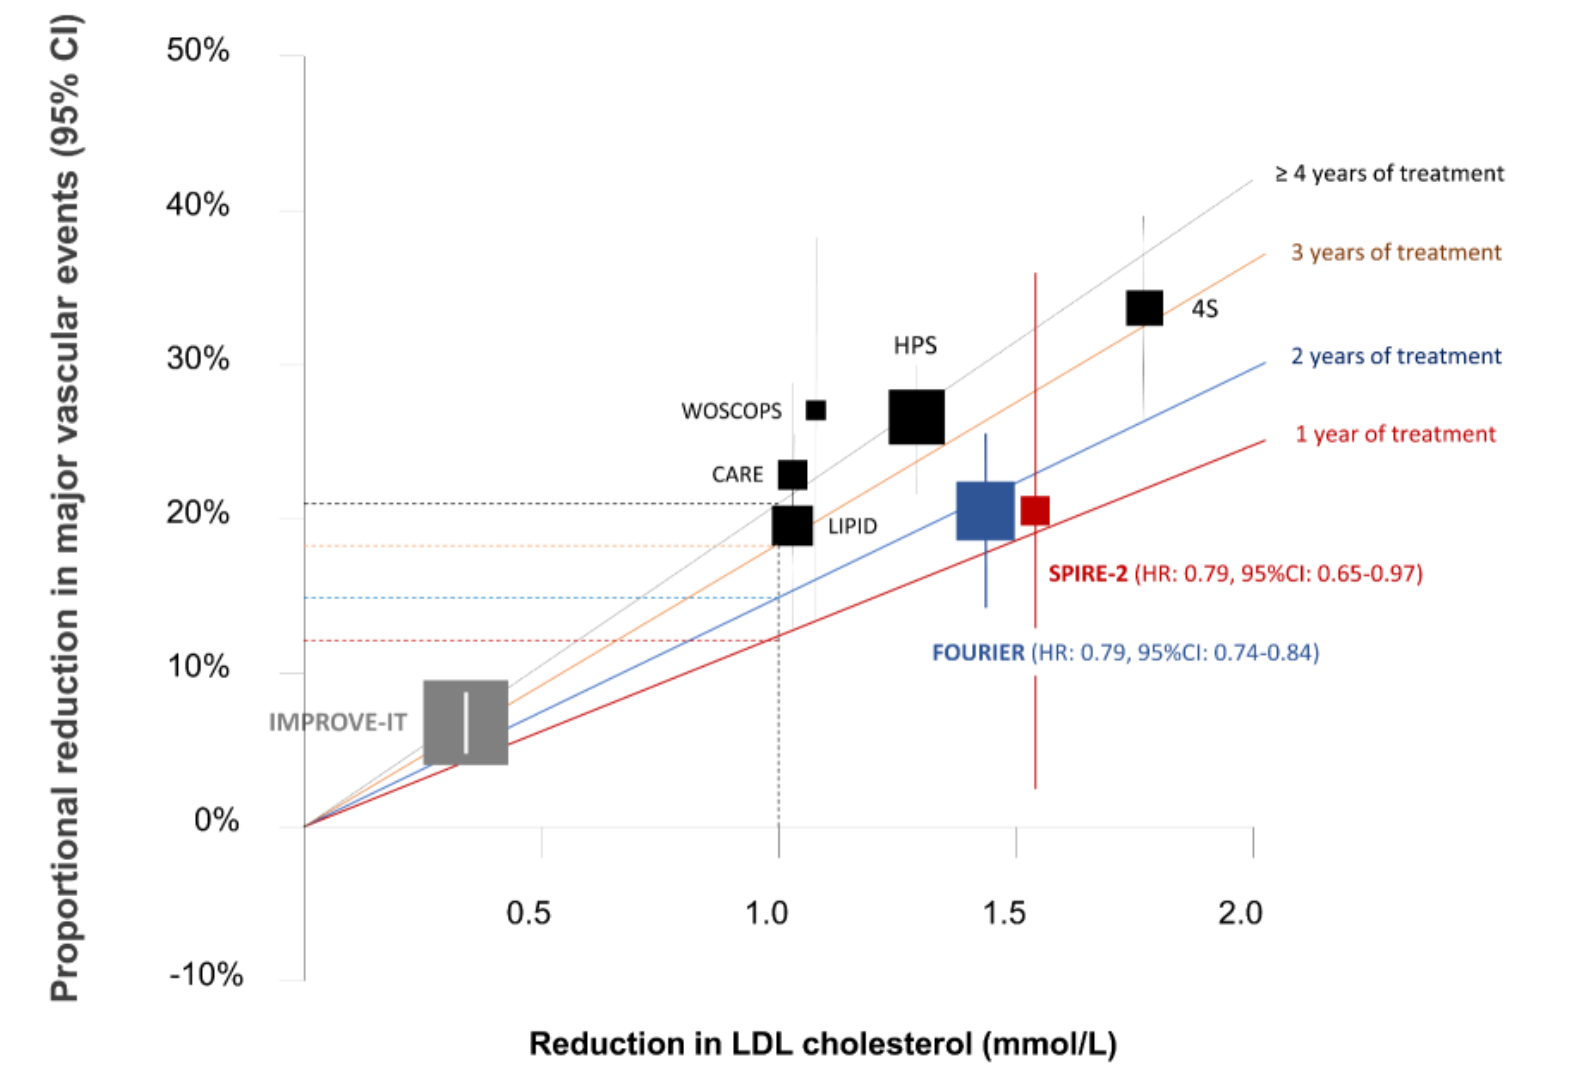 Proportional reduction in major vascular events (95% CI)
50%
40%
30%
20%
10%
0%
-10%
≥ 4 years of treatment
3 years of treatment
4S
HPS
2 years of treatment
WOSCOPS
1 year of treatment
CARE
LIPID
SPIRE-2 (HR: 0.79, 95%CI: 0.65-0.97)
FOURIER (HR: 0.79, 95%CI: 0.74-0.84)
IMPROVE-IT
0.5 1.0 1.5 2.0
Reduction in LDL cholesterol (mmol/L)